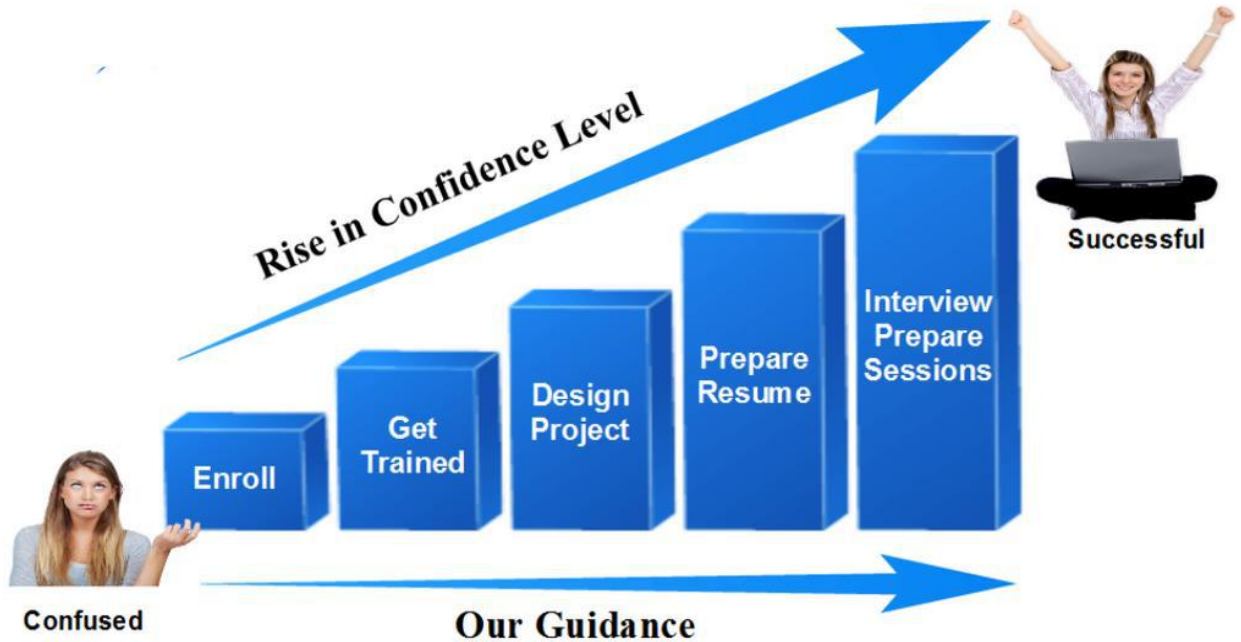 Rise in Confidence Level
Successful
Enroll
Get
Trained
Design
Project
Prepare
Resume
Interview
Prepare
Sessions
Confused
Our Guidance